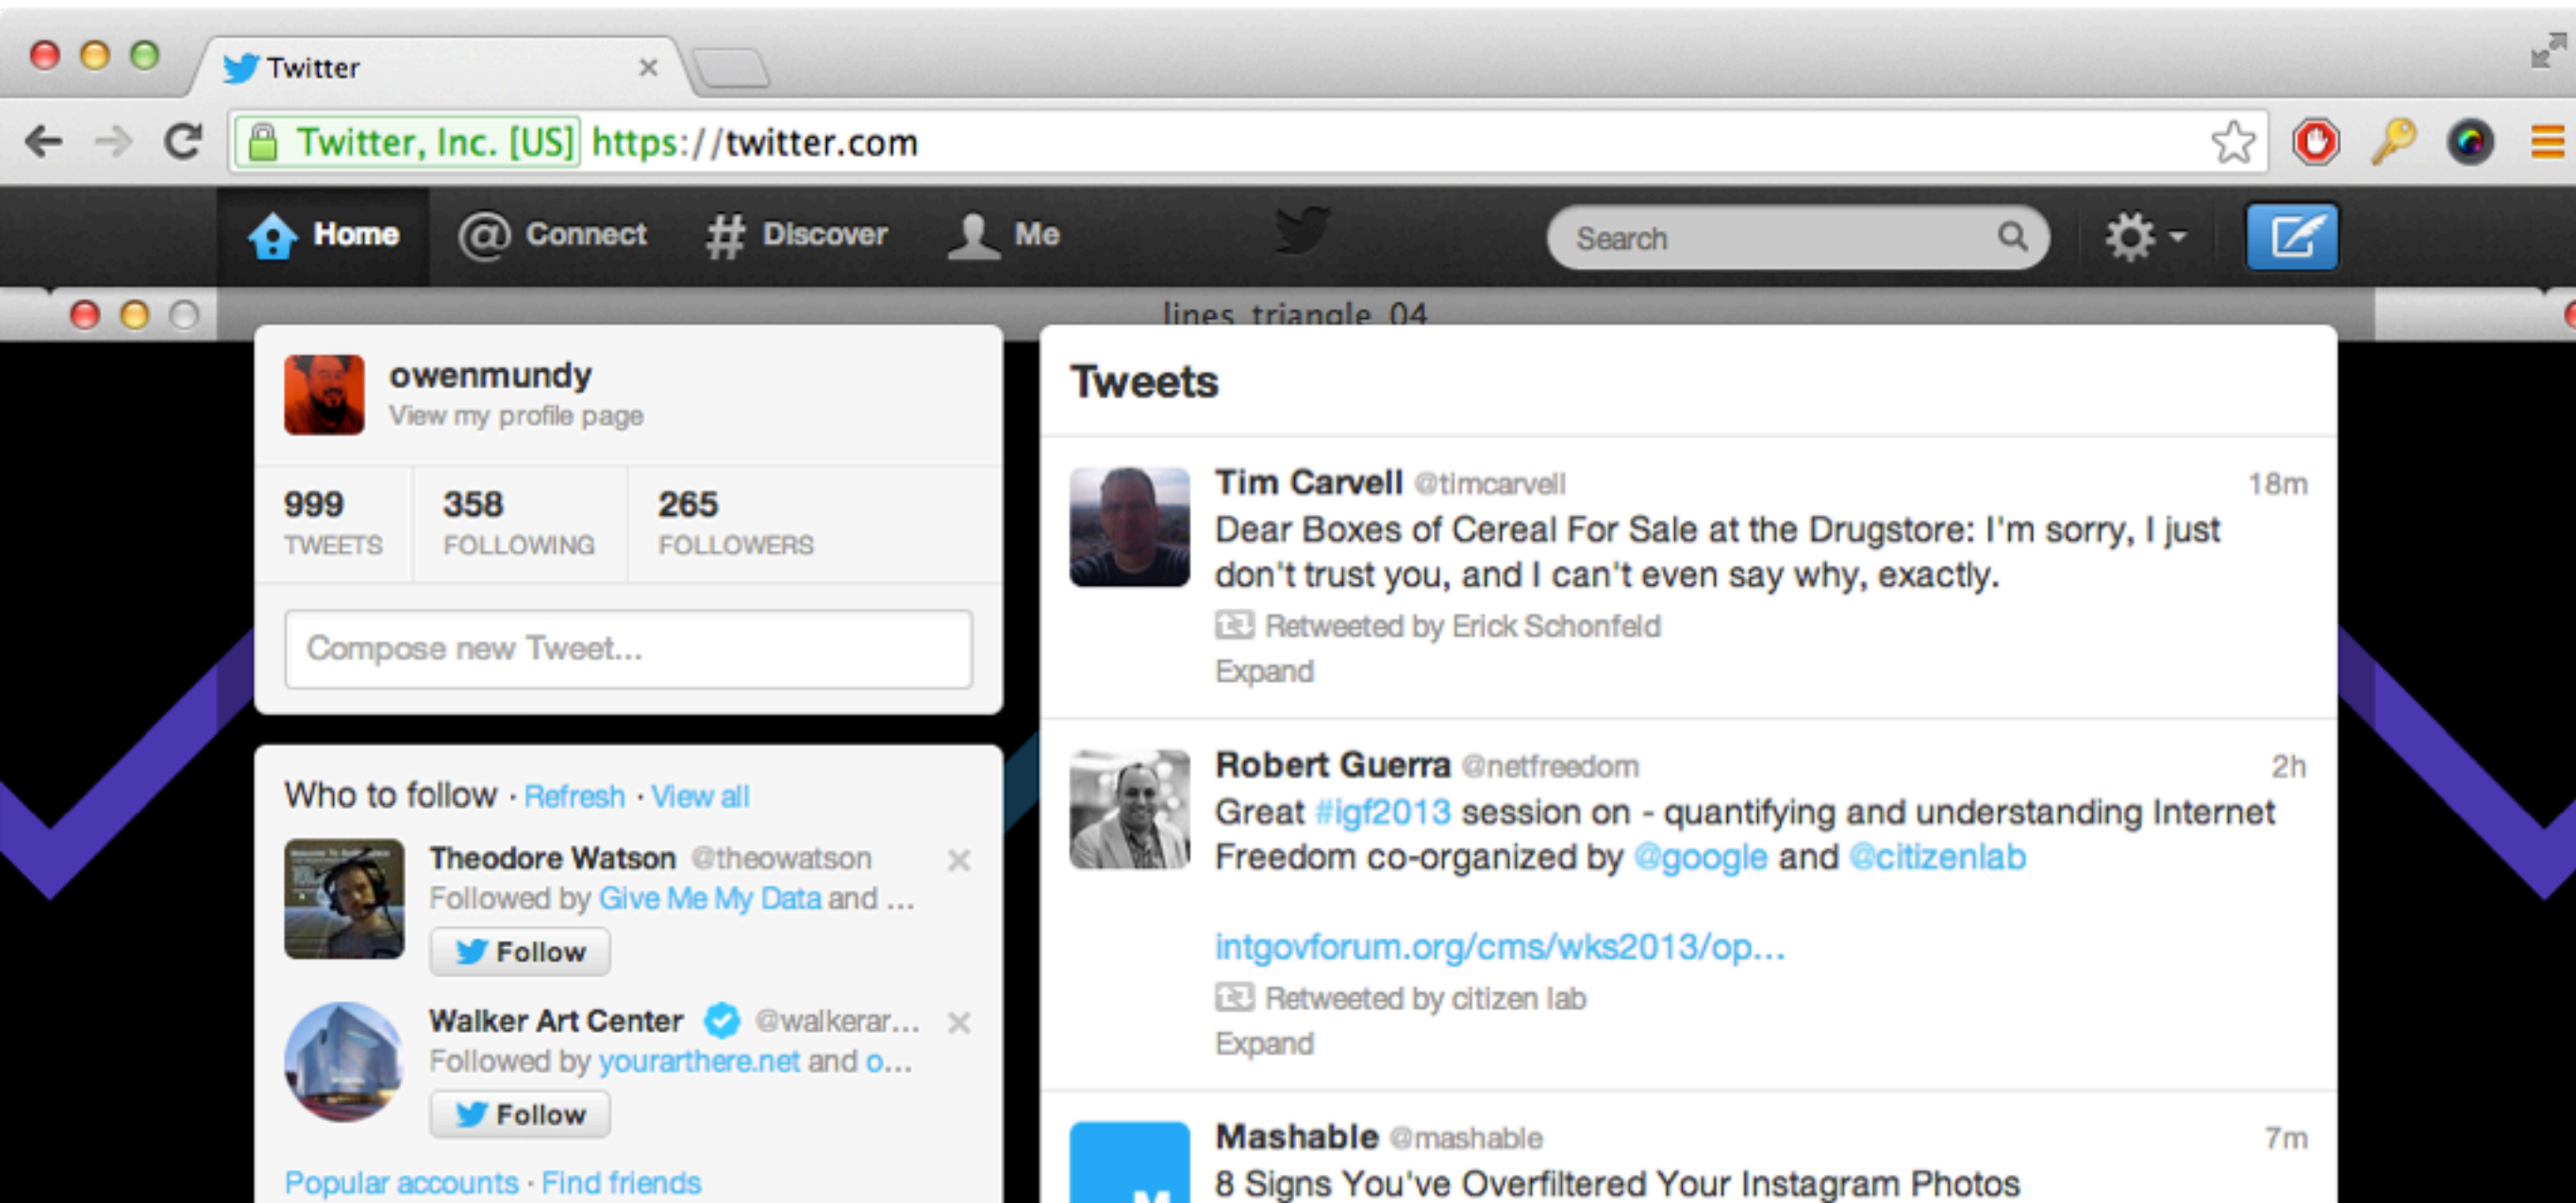 Twitter
Twitter, Inc. [US] https://twitter.com
Home @ Connect # Discover Me Search
lines_triangle_04
owenmundy
View my profile page
999 358 265
TWEETS FOLLOWING FOLLOWERS
Compose new Tweet...
Who to follow · Refresh · View all
Theodore Watson @theowatson
Followed by Give Me My Data and ...
Follow
Walker Art Center @walkerar...
Followed by yourarthere.net and o...
Follow
Popular accounts · Find friends
Tweets
Tim Carvell @timcarvell 18m
Dear Boxes of Cereal For Sale at the Drugstore: I'm sorry, I just
don't trust you, and I can't even say why, exactly.
Retweeted by Erick Schonfeld
Expand
Robert Guerra @netfreedom 2h
Great #igf2013 session on - quantifying and understanding Internet
Freedom co-organized by @google and @citizenlab
intgovforum.org/cms/wks2013/op...
Retweeted by citizen lab
Expand
Mashable @mashable 7m
8 Signs You've Overfiltered Your Instagram Photos
M